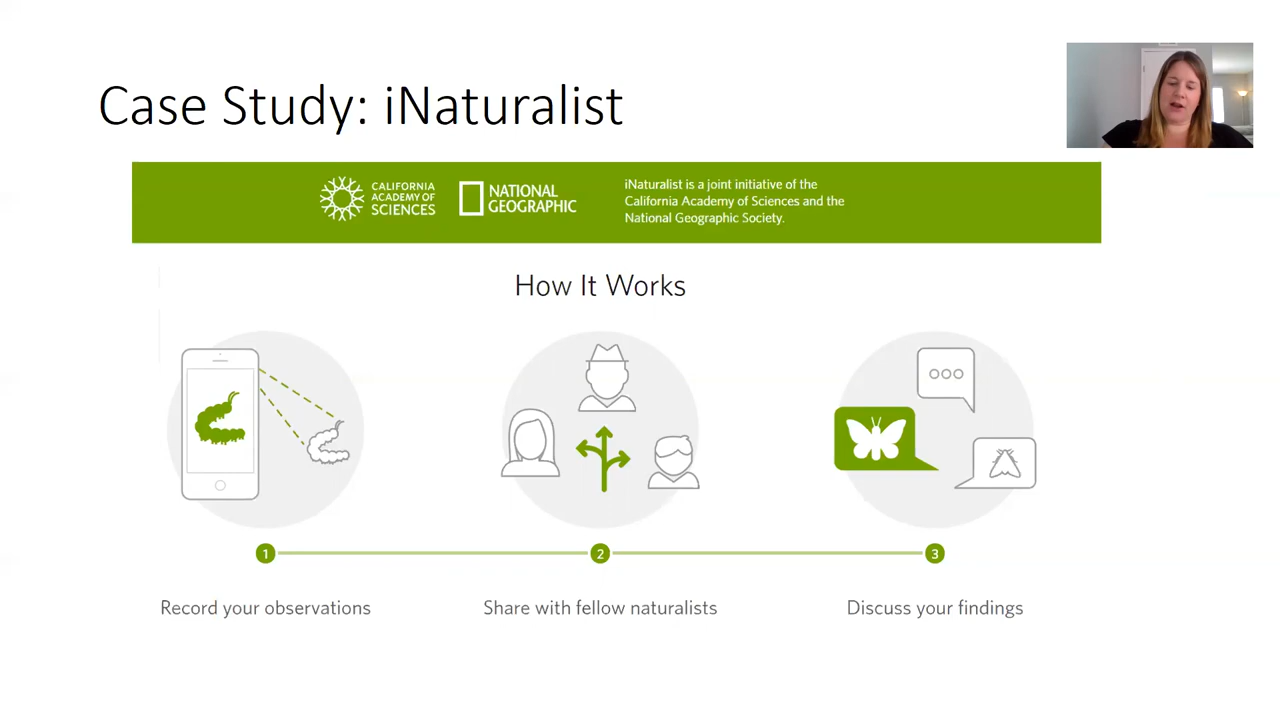 Case Study: iNaturalist
CALIFORNIA
ACADEMY OF
SCIENCES
NATIONAL
GEOGRAPHIC
iNaturalist is a joint initiative of the
California Academy of Sciences and the
National Geographic Society.
How It Works
1
2
3
Record your observations
Share with fellow naturalists
Discuss your findings